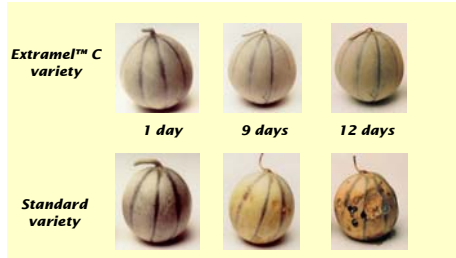 Extramel™ C
variety
1 day 9 days 12 days
Standard
variety